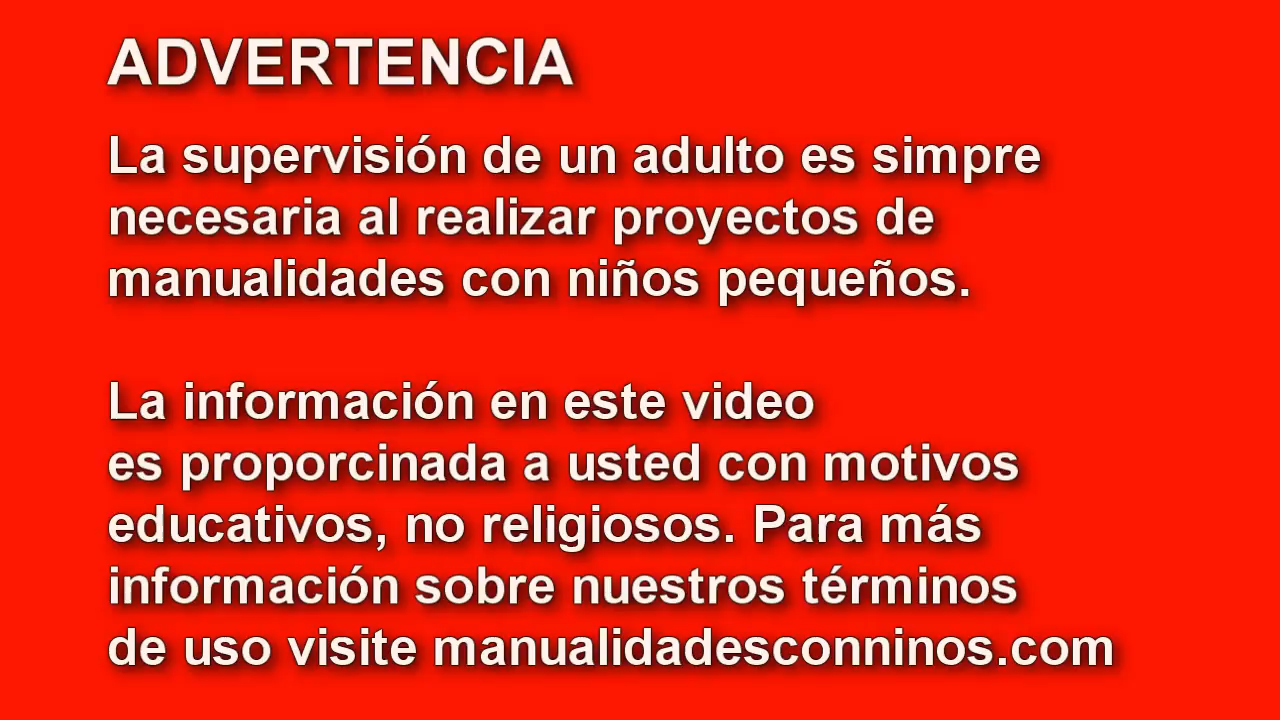 ADVERTENCIA
La supervisión de un adulto es simpre
necesaria al realizar proyectos de
manualidades con niños pequeños.
La información en este video
es proporcinada a usted con motivos
educativos, no religiosos. Para más
información sobre nuestros términos
de uso visite manualidadesconninos.com